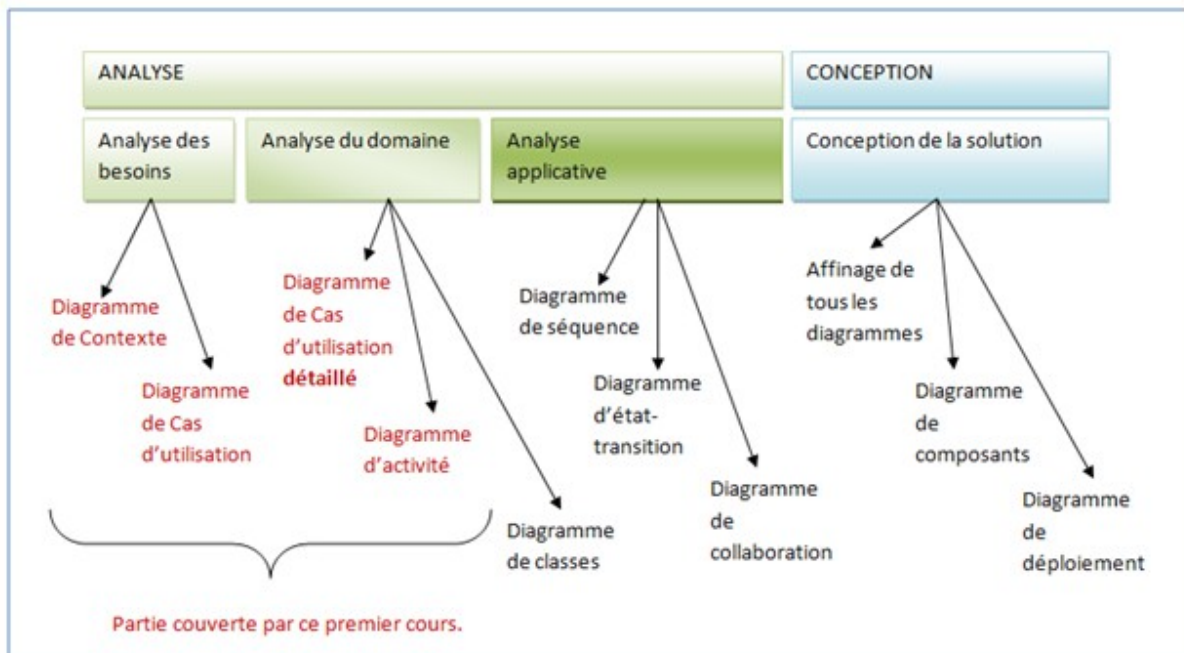 ANALYSE
CONCEPTION
Analyse des
besoins
Analyse du domaine
Analyse
applicative
Conception de la solution
Diagramme
de Contexte
Diagramme
de Cas
d’utilisation
Diagramme
de Cas
d’utilisation
détaillé
Diagramme
d’activité
Diagramme
de classes
Diagramme
de séquence
Diagramme
d’état-
transition
Diagramme
de
collaboration
Affinage de
tous les
diagrammes
Diagramme
de
composants
Diagramme
de
déploiement
Partie couverte par ce premier cours.